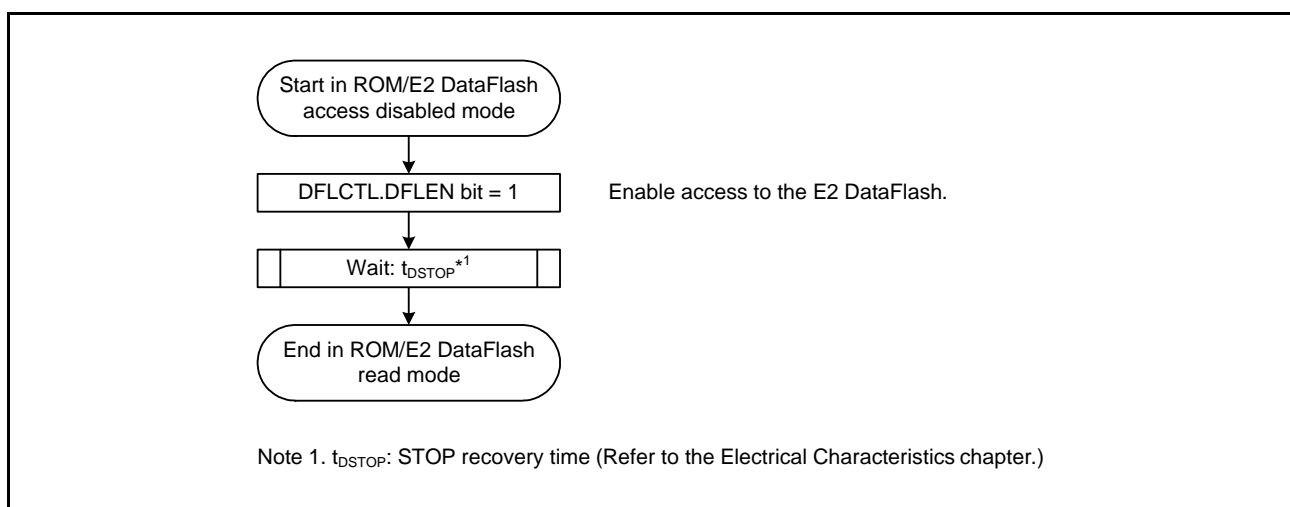 Start in ROM/E2 DataFlash
access disabled mode
DFLCTL.DFLEN bit = 1
Enable access to the E2 DataFlash.
Wait: tDSTOP*1
End in ROM/E2 DataFlash
read mode
Note 1. tDSTOP: STOP recovery time (Refer to the Electrical Characteristics chapter.)